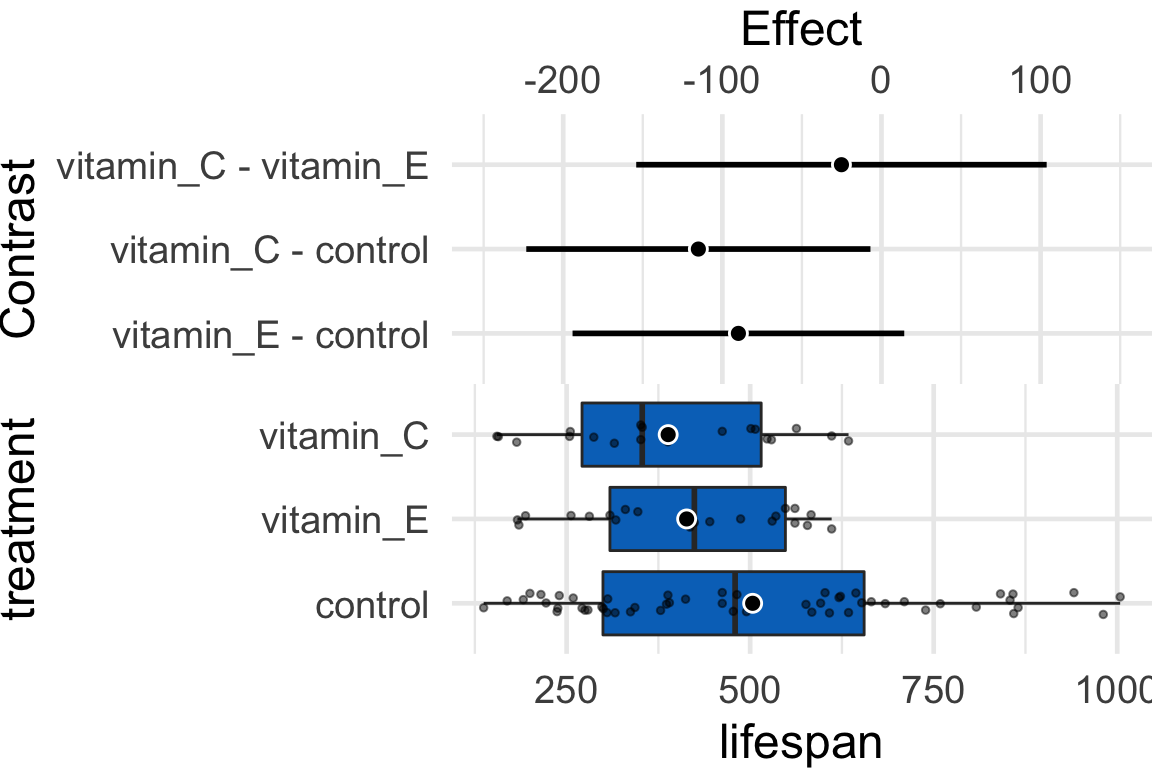 Effect
-200 -100 0 100
Contrast
vitamin_C - vitamin_E
vitamin_C - control
vitamin_E - control
treatment
vitamin_C
vitamin_E
control
250 500 750 1000
lifespan